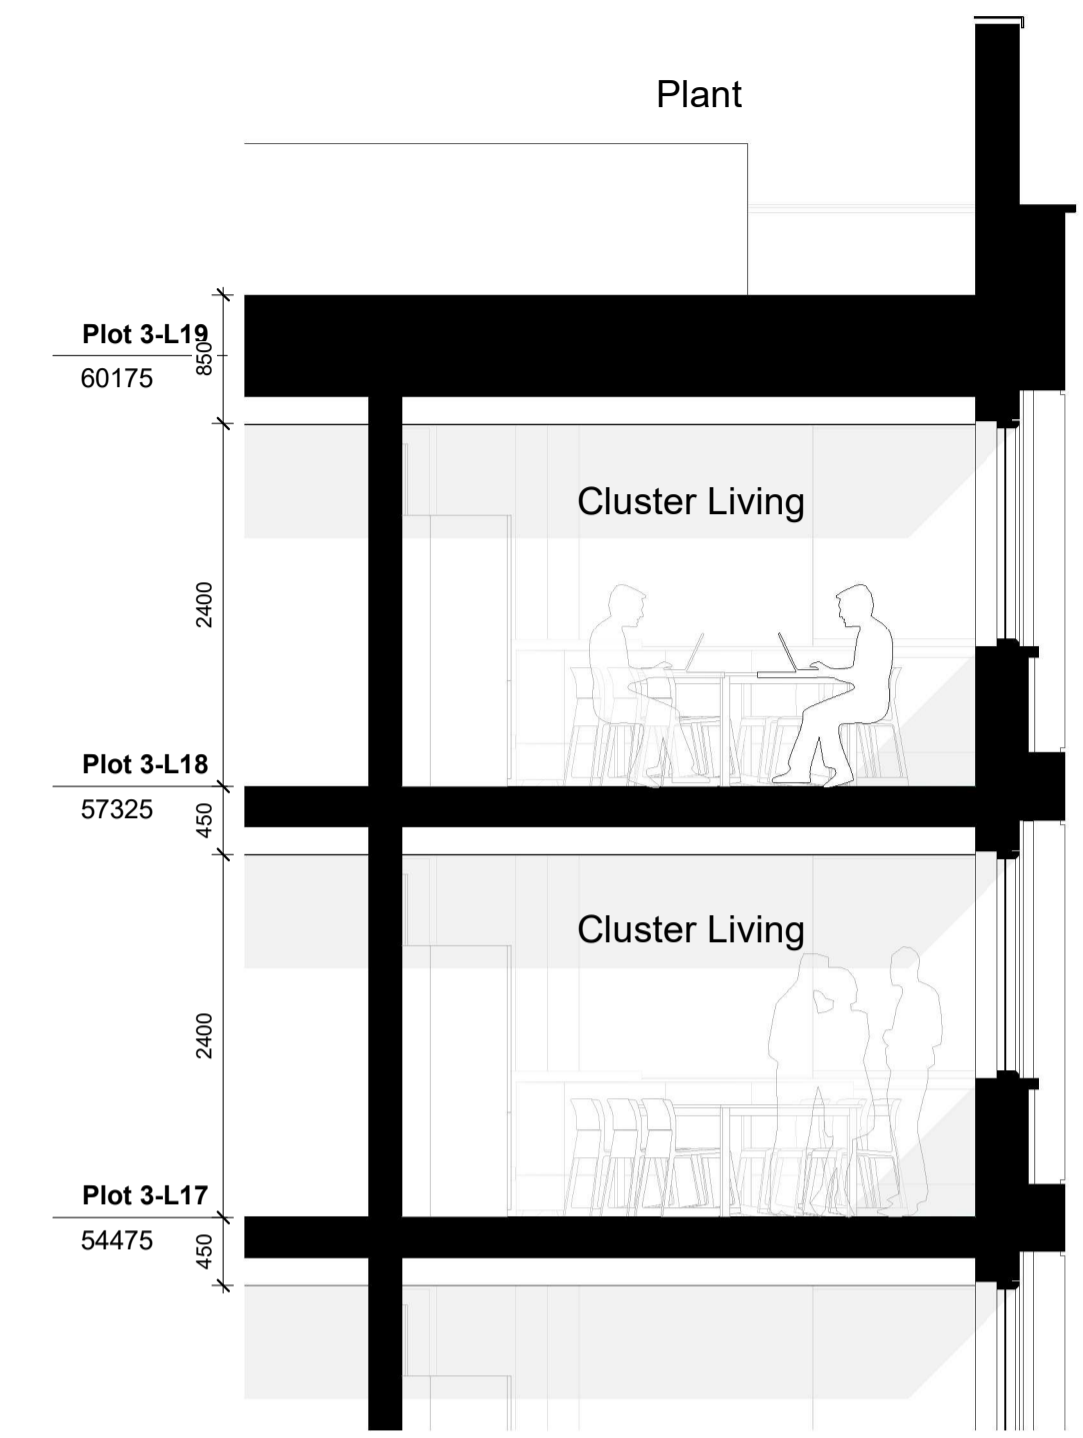 Plant
Plot 3-L19
850
60175
Cluster Living
2400
Plot 3-L18
57325
450
Cluster Living
2400
Plot 3-L17
54475
450